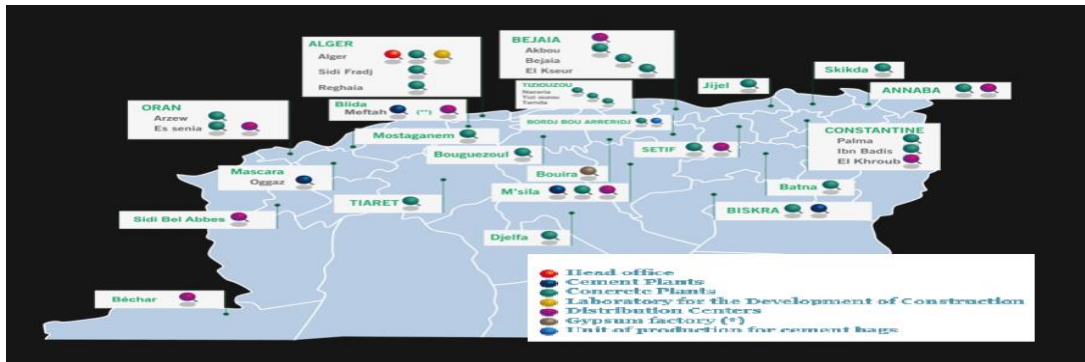 ALGER
Alger
Sidi Fradj
Reghaia
BEJAIA
Akbou
Bejaia
El Kseur
TIZIOUZOU
Tizi ouzou
Tamda
Jijel
Skikda
ANNABA
ORAN
Arzew
Es senia
Blida
Meftah (**)
Mostaganem
BORDJ BOU ARRERIDJ
CONSTANTINE
Palma
Ibn Badis
El Khroub
Bouguezoul
SETIF
Mascara
Oggaz
Bouira
M'sila
Batna
TIARET
BISKRA
Sidi Bel Abbes
Djelfa
Béchar
Head office
Cement Plants
Concrete Plants
Laboratory for the Development of Construction
Distribution Centers
Gypsum factory (*)
Unit of production for cement bags